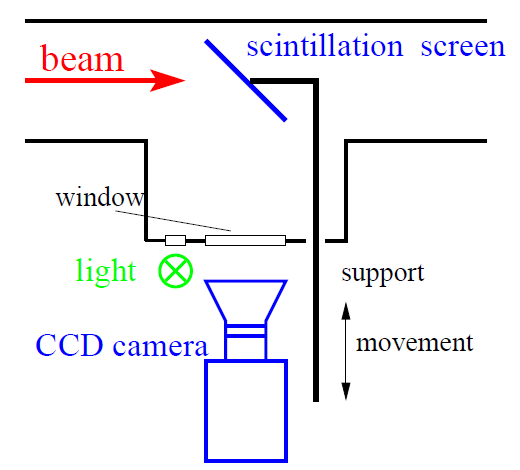 beam
scintillation screen
window
light
support
CCD camera
movement